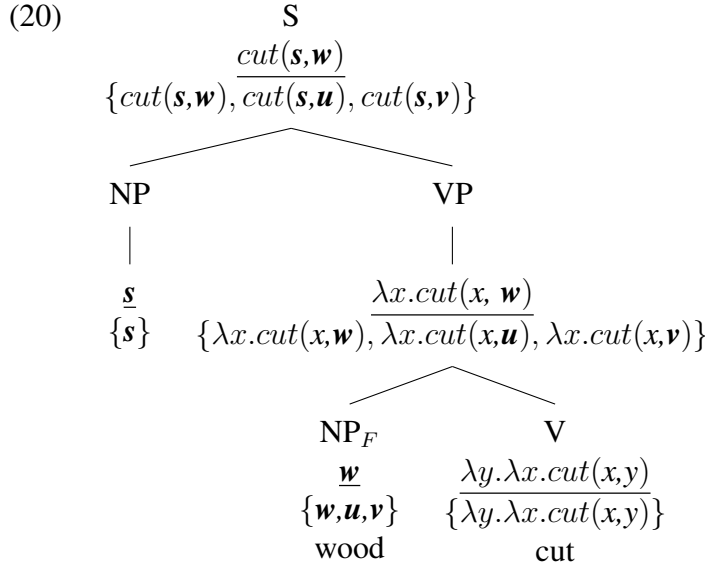 (20) S
cut(s,w)
{cut(s,w), cut(s,u), cut(s,v)}
NP VP
s λx.cut(x, w)
{s} {λx.cut(x,w), λx.cut(x,u), λx.cut(x,v)}
NP_F V
w λy.λx.cut(x,y)
{w,u,v} {λy.λx.cut(x,y)}
wood cut